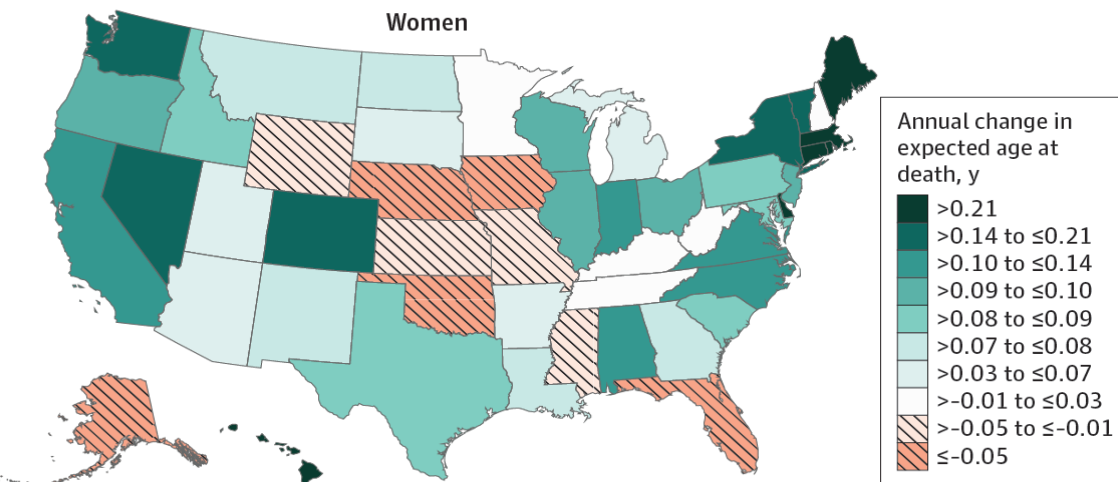 Women
Annual change in
expected age at
death, y
>0.21
>0.14 to ≤0.21
>0.10 to ≤0.14
>0.09 to ≤0.10
>0.08 to ≤0.09
>0.07 to ≤0.08
>0.03 to ≤0.07
>-0.01 to ≤0.03
>-0.05 to ≤-0.01
≤-0.05